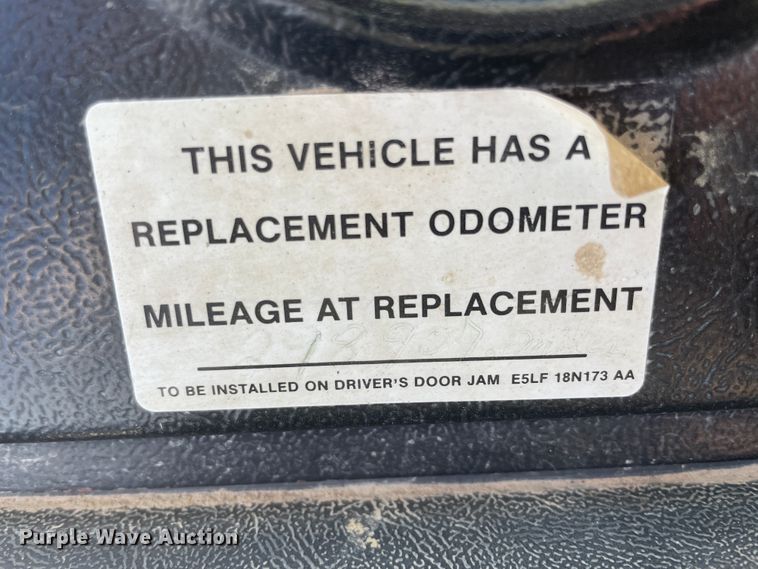 THIS VEHICLE HAS A
REPLACEMENT ODOMETER
MILEAGE AT REPLACEMENT
TO BE INSTALLED ON DRIVER'S DOOR JAM E5LF 18N173 AA
Purple Wave Auction